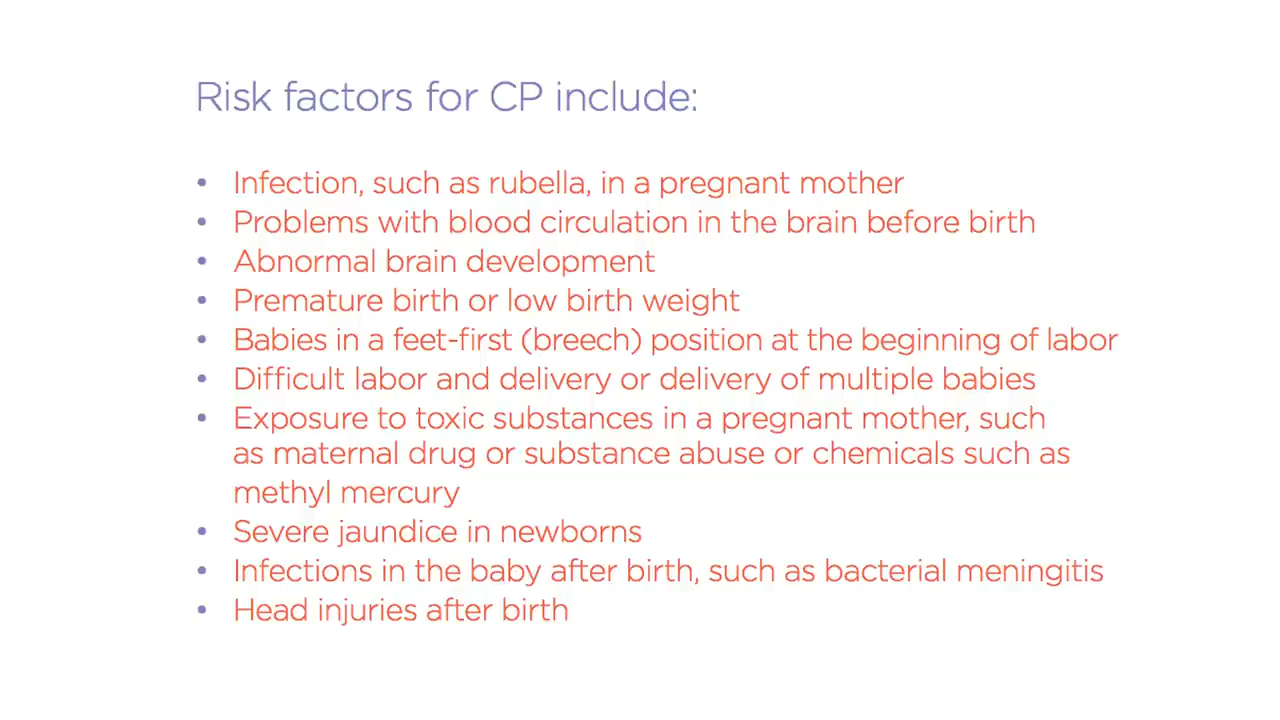 Risk factors for CP include:
• Infection, such as rubella, in a pregnant mother
• Problems with blood circulation in the brain before birth
• Abnormal brain development
• Premature birth or low birth weight
• Babies in a feet-first (breech) position at the beginning of labor
• Difficult labor and delivery or delivery of multiple babies
• Exposure to toxic substances in a pregnant mother, such
as maternal drug or substance abuse or chemicals such as
methyl mercury
• Severe jaundice in newborns
• Infections in the baby after birth, such as bacterial meningitis
• Head injuries after birth